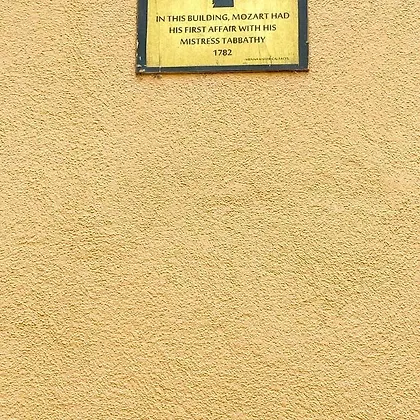 IN THIS BUILDING, MOZART HAD
HIS FIRST AFFAIR WITH HIS
MISTRESS TABBATHY
1782